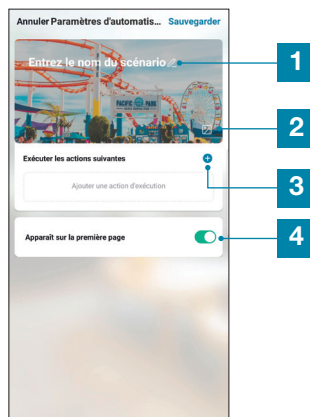 Annuler Paramètres d'automatis... Sauvegarder
Entrez le nom du scénario
1
PACIFIC PARK
2
Exécuter les actions suivantes
3
Ajouter une action d'exécution
Apparaît sur la première page
4